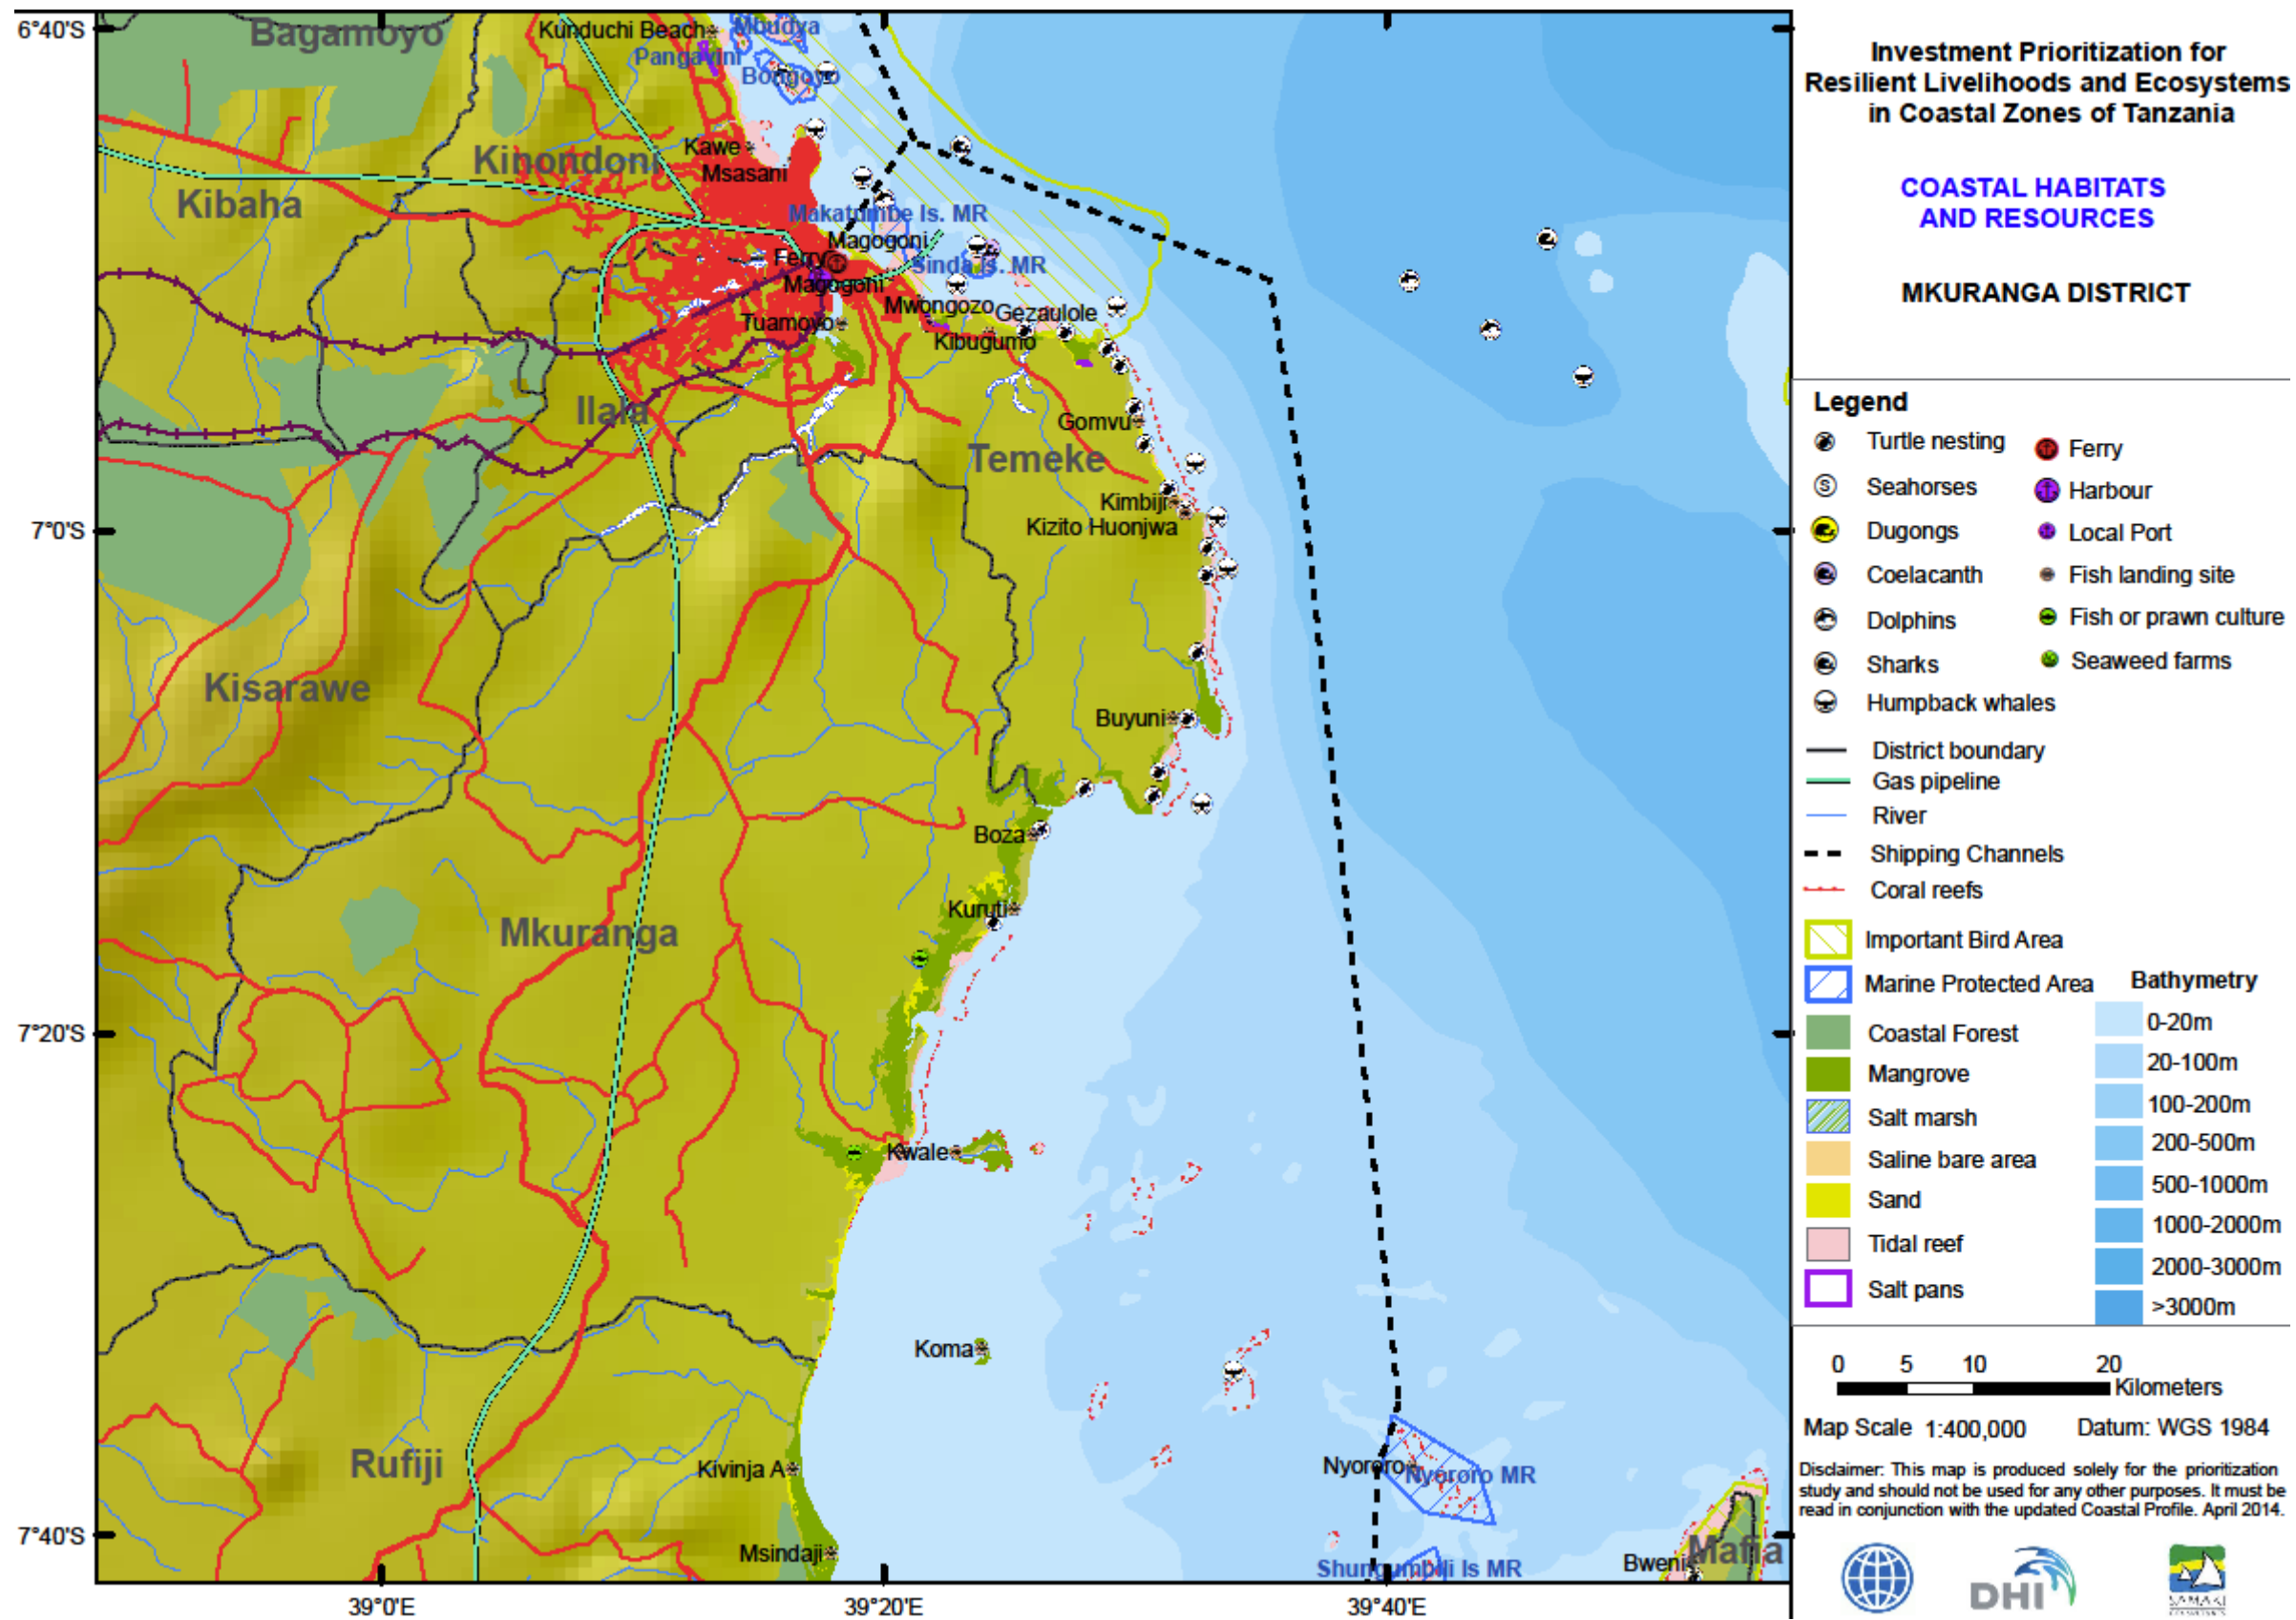 Investment Prioritization for
Resilient Livelihoods and Ecosystems
in Coastal Zones of Tanzania
COASTAL HABITATS
AND RESOURCES
MKURANGA DISTRICT
Legend
Turtle nesting
Seahorses
Dugongs
Coelacanth
Dolphins
Sharks
Humpback whales
Ferry
Harbour
Local Port
Fish landing site
Fish or prawn culture
Seaweed farms
District boundary
Gas pipeline
River
Shipping Channels
Coral reefs
Important Bird Area
Marine Protected Area
Coastal Forest
Mangrove
Salt marsh
Saline bare area
Sand
Tidal reef
Salt pans
Bathymetry
0-20m
20-100m
100-200m
200-500m
500-1000m
1000-2000m
2000-3000m
>3000m
0 5 10 20
Kilometers
Map Scale 1:400,000 Datum: WGS 1984
Disclaimer: This map is produced solely for the prioritization
study and should not be used for any other purposes. It must be
read in conjunction with the updated Coastal Profile. April 2014.
DHI
SAMAKI
6°40'S
7°0'S
7°20'S
7°40'S
39°0'E
39°20'E
39°40'E
Bagamoyo
Kunduchi Beach
Mbudya
Pangavini
Bongoyo
Kinondoni
Kawe
Msasani
Kibaha
Makatumbe Is. MR
Magogoni
Ferry
Sinda Is. MR
Magogoni
Mwongozo
Gezaulole
Tuamoyo
Kibugumo
Ilala
Gomvu
Temeke
Kimbiji
Kizito Huonjwa
Kisarawe
Buyuni
Boza
Kuruti
Mkuranga
Kwale
Koma
Rufiji
Kivinja A
Nyororo
Nyororo MR
Msindaji
Shungumbili Is MR
Bweni
Mafia